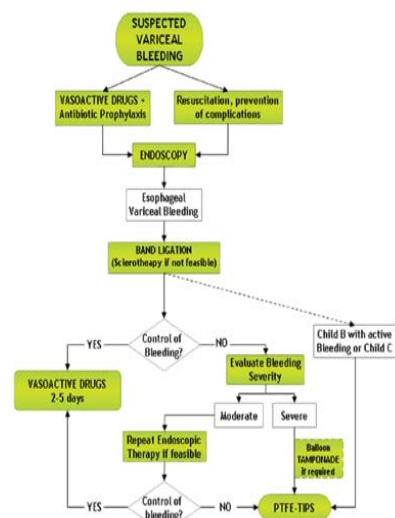 SUSPECTED
VARICEAL
BLEEDING
VASOACTIVE DRUGS +
Antibiotic Prophylaxis
Resuscitation, prevention
of complications
ENDOSCOPY
Esophageal
Variceal Bleeding
BAND LIGATION
(Sclerotheapy if not feasible)
Control of
Bleeding?
YES
NO
Child B with active
Bleeding or Child C
Evaluate Bleeding
Severity
VASOACTIVE DRUGS
2-5 days
Moderate
Severe
Repeat Endoscopic
Therapy if feasible
Balloon
TAMPONADE
if required
Control of
bleeding?
YES
NO
PTFE-TIPS